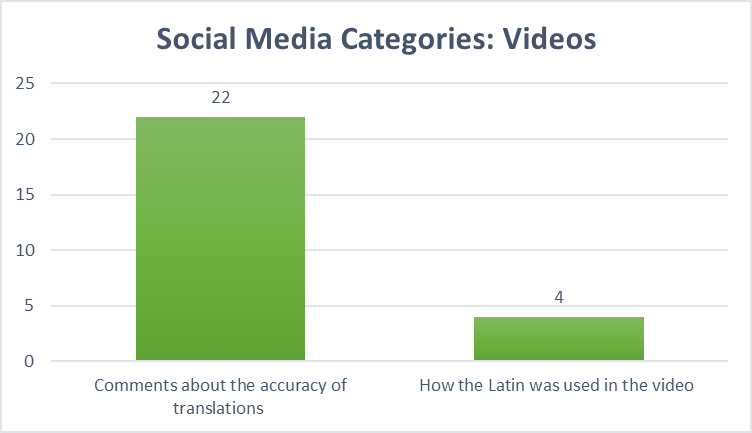 Social Media Categories: Videos
25
22
20
15
10
5
4
0
Comments about the accuracy of
translations
How the Latin was used in the video